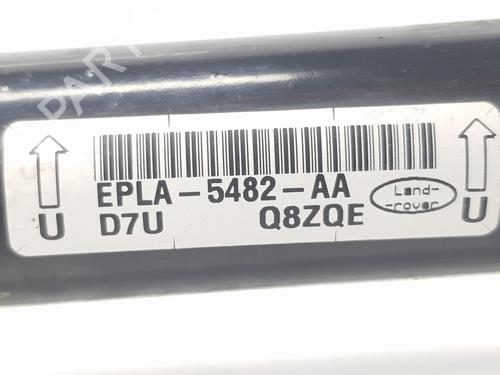 EPLA-5482-AA
Land-
-rover
U
D7U
Q8ZQE
U